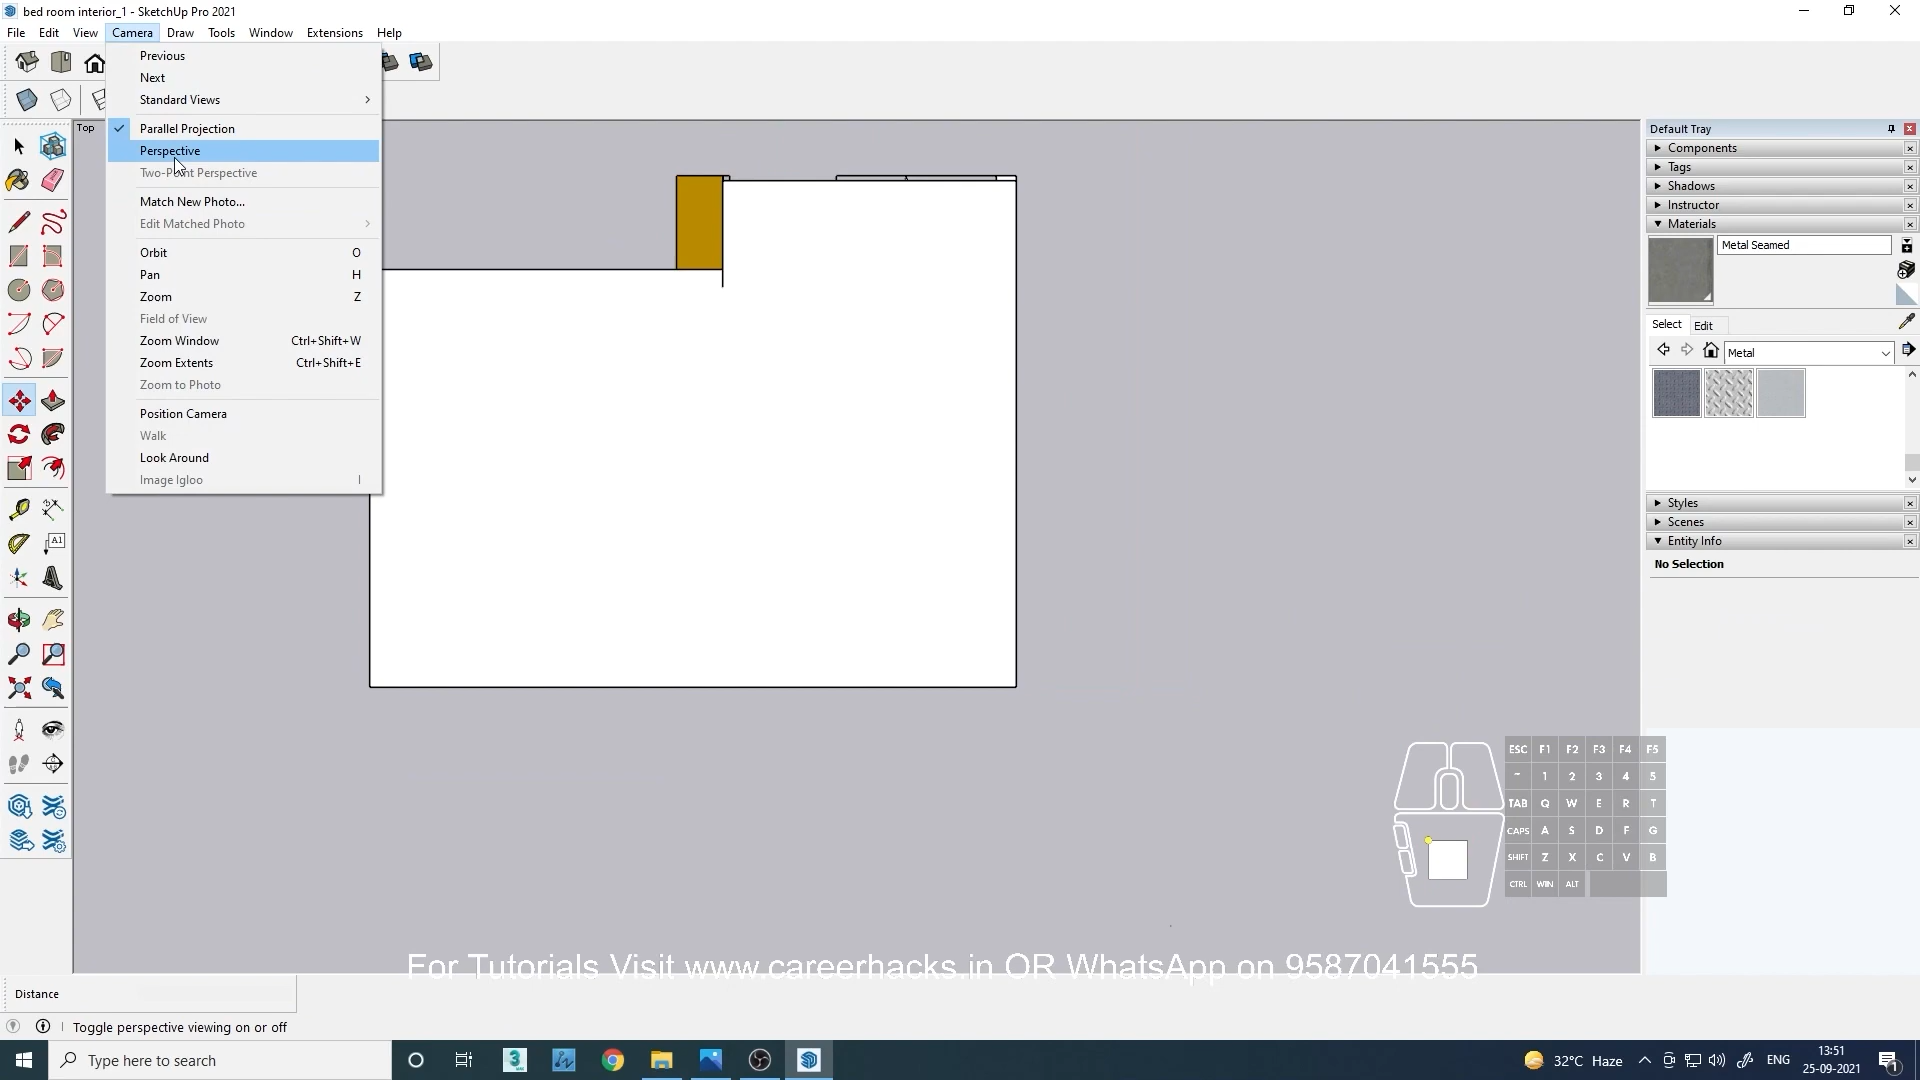 bed room interior_1 - SketchUp Pro 2021
File Edit View Camera Draw Tools Window Extensions Help
Previous
Next
Standard Views
Parallel Projection
Perspective
Two-Point Perspective
Match New Photo...
Edit Matched Photo
Orbit O
Pan H
Zoom Z
Field of View
Zoom Window Ctrl+Shift+W
Zoom Extents Ctrl+Shift+E
Zoom to Photo
Position Camera
Walk
Look Around
Image Igloo I
Top
A1
Default Tray
Components
Tags
Shadows
Instructor
Materials
Metal Seamed
Select Edit
Metal
Styles
Scenes
Entity Info
No Selection
ESC F1 F2 F3 F4 F5
~ 1 2 3 4 5
TAB Q W E R T
CAPS A S D F G
SHIFT Z X C V B
CTRL WIN ALT
For Tutorials Visit www.careerhacks.in OR WhatsApp on 9587041555
Distance
Toggle perspective viewing on or off
Type here to search
3
32°C Haze
ENG
13:51
25-09-2021
1